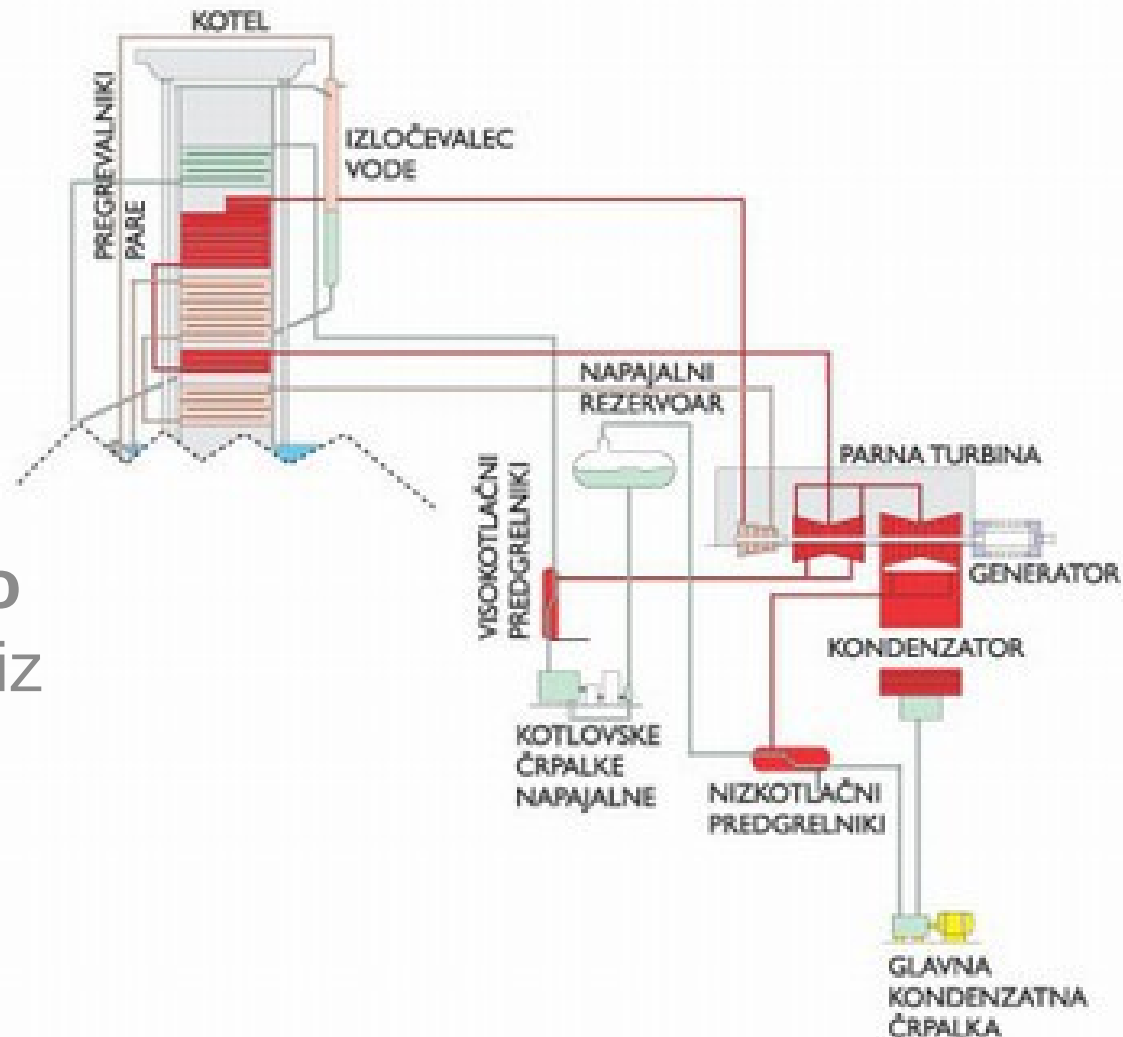 KOTEL
PREGREVALNIKI
PARE
IZLOČEVALEC
VODE
NAPAJALNI
REZERVOAR
PARNA TURBINA
VISOKOTLAČNI
PREDGRELNIKI
GENERATOR
iz
KONDENZATOR
KOTLOVSKE
ČRPALKE
NAPAJALNE
NIZKOTLAČNI
PREDGRELNIKI
GLAVNA
KONDENZATNA
ČRPALKA